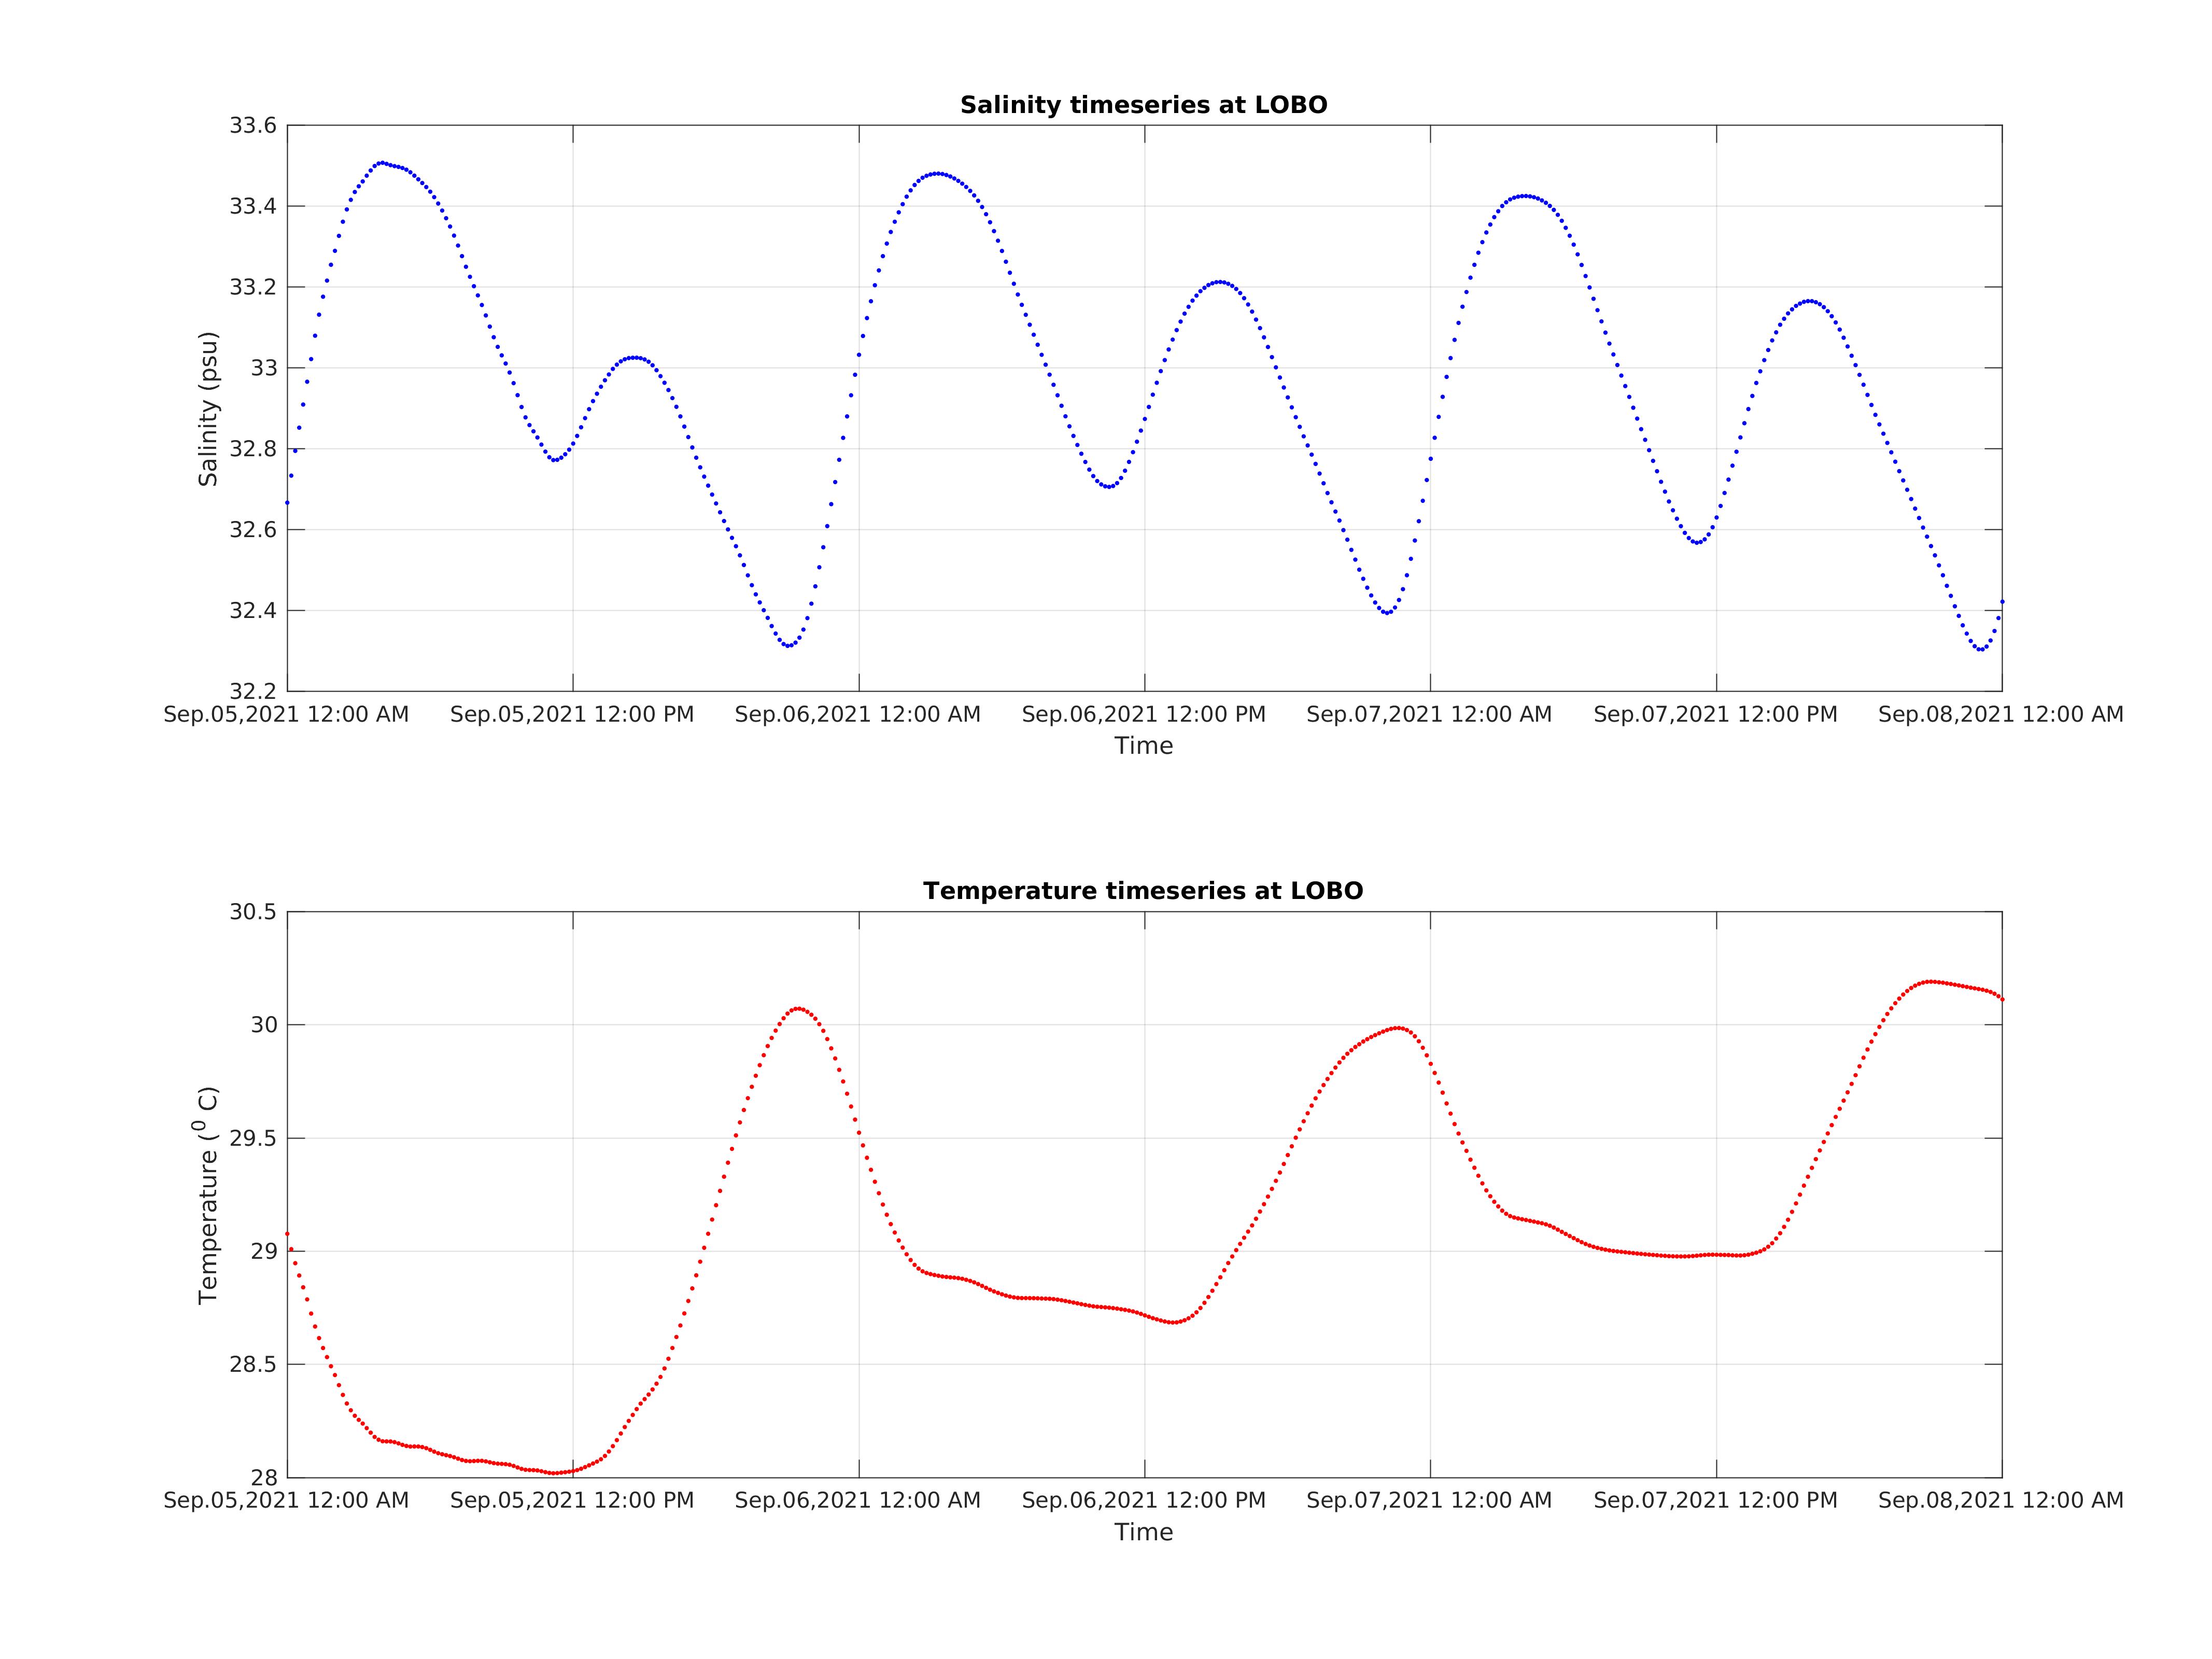 Salinity timeseries at LOBO
33.6
33.4
33.2
33
32.8
32.6
32.4
32.2
Salinity (psu)
Sep.05,2021 12:00 AM Sep.05,2021 12:00 PM Sep.06,2021 12:00 AM Sep.06,2021 12:00 PM Sep.07,2021 12:00 AM Sep.07,2021 12:00 PM Sep.08,2021 12:00 AM
Time
Temperature timeseries at LOBO
30.5
30
29.5
29
28.5
28
Temperature (⁰ C)
Sep.05,2021 12:00 AM Sep.05,2021 12:00 PM Sep.06,2021 12:00 AM Sep.06,2021 12:00 PM Sep.07,2021 12:00 AM Sep.07,2021 12:00 PM Sep.08,2021 12:00 AM
Time